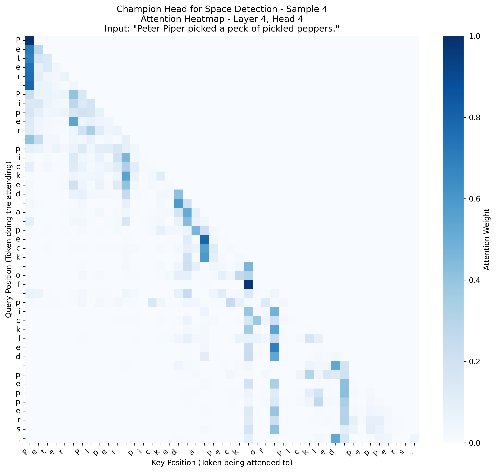 Champion Head for Space Detection - Sample 4
Attention Heatmap - Layer 4, Head 4
Input: "Peter Piper picked a peck of pickled peppers."
Query Position (Token doing the attending)
P
e
t
e
r
P
i
p
e
r
p
i
c
k
e
d
a
p
e
c
k
o
f
p
i
c
k
l
e
d
p
e
p
p
e
r
s
.
P e t e r P i p e r p i c k e d a p e c k o f p i c k l e d p e p p e r s .
Key Position (Token being attended to)
1.0
0.8
0.6
0.4
0.2
0.0
Attention Weight